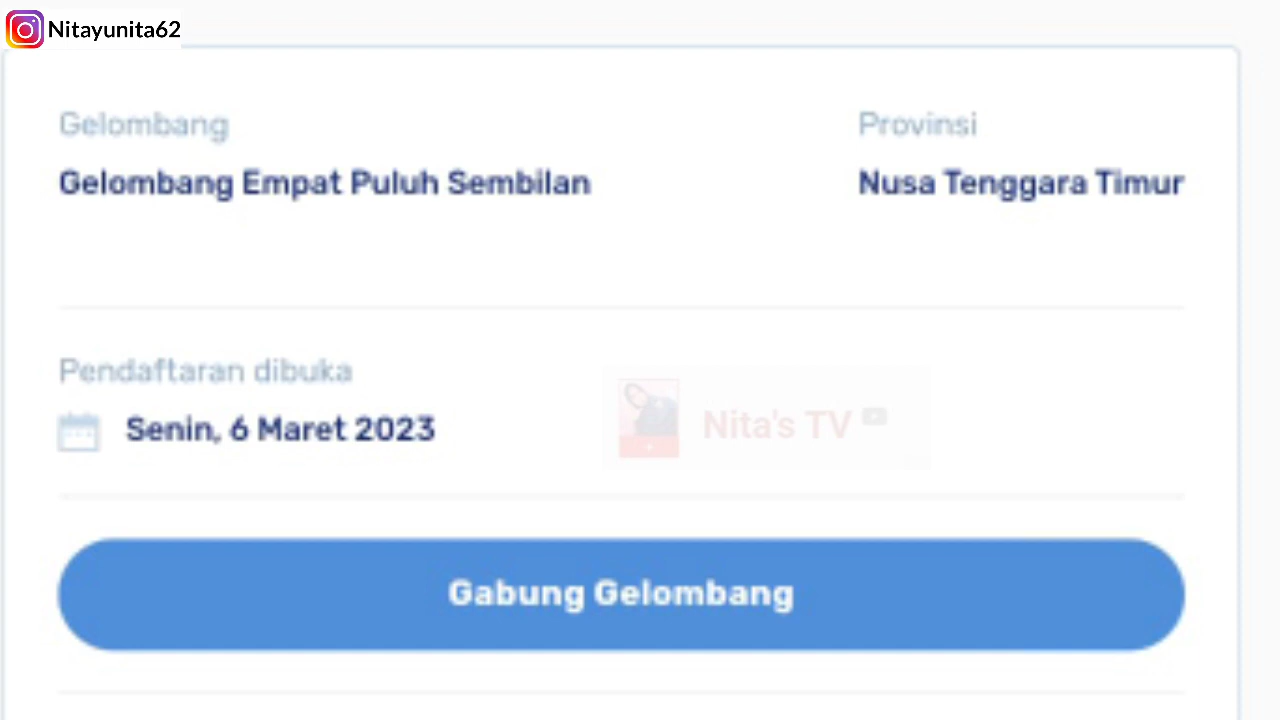 Nitayunita62
Gelombang
Provinsi
Gelombang Empat Puluh Sembilan
Nusa Tenggara Timur
Pendaftaran dibuka
Senin, 6 Maret 2023
Nita's TV
Gabung Gelombang